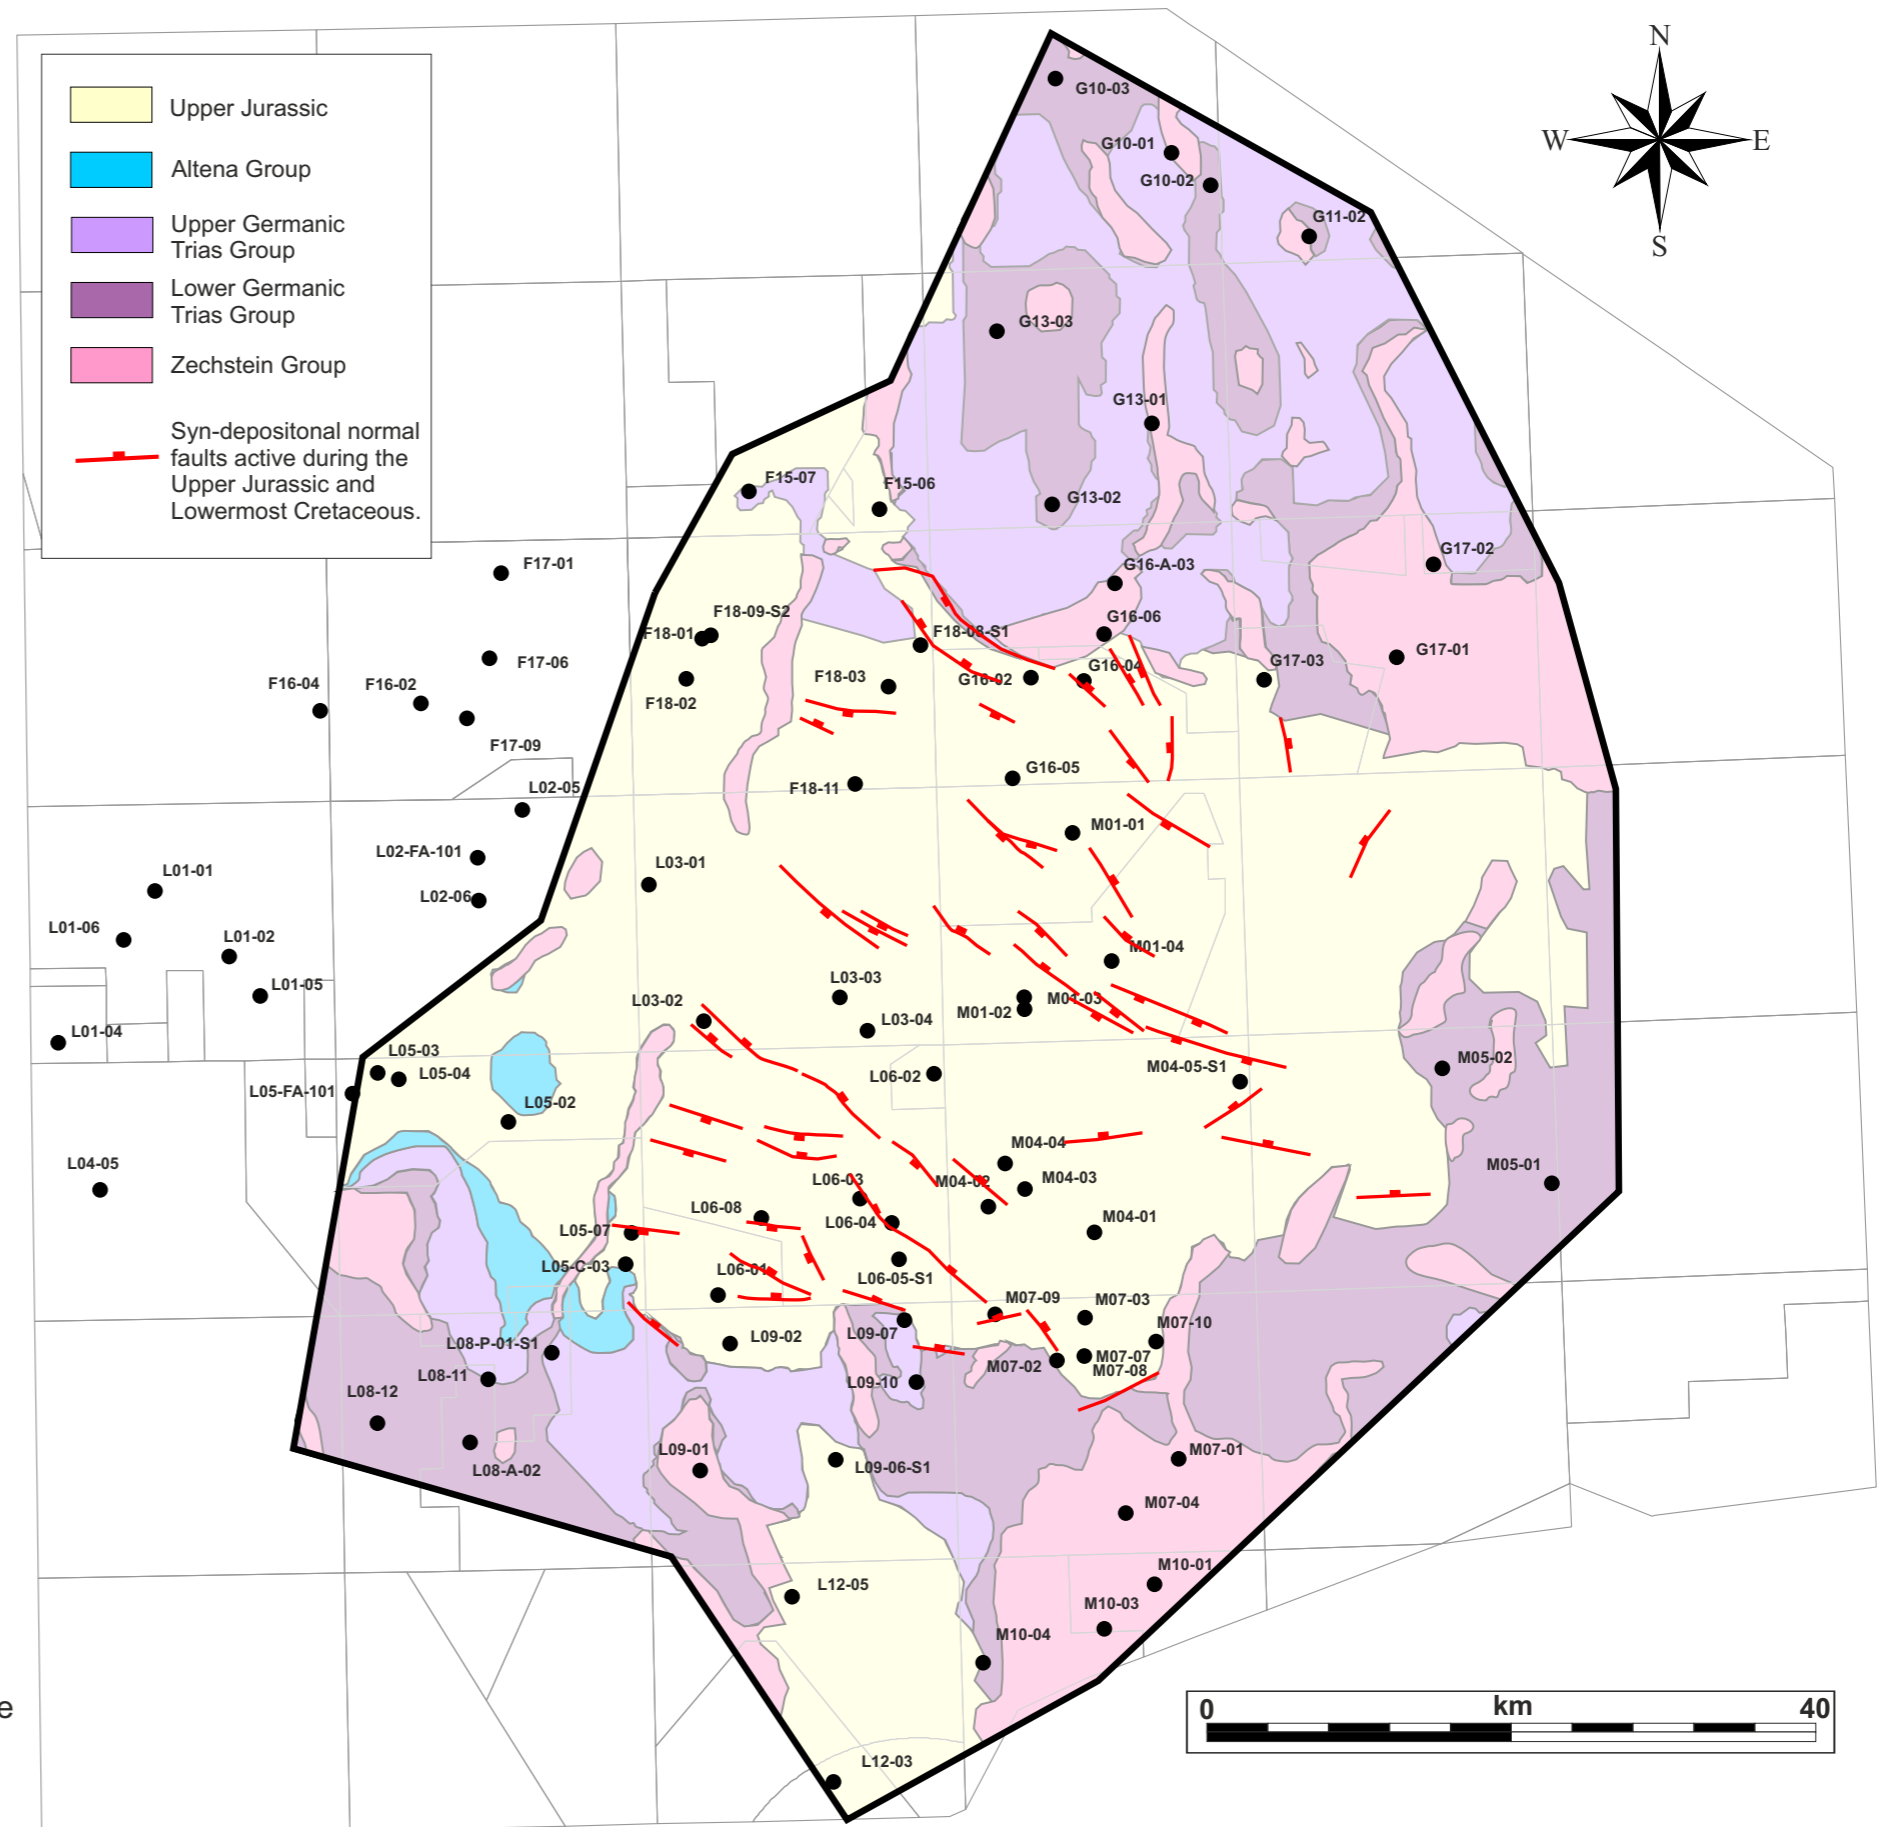 Upper Jurassic
Altena Group
Upper Germanic
Trias Group
Lower Germanic
Trias Group
Zechstein Group
Syn-depositonal normal
faults active during the
Upper Jurassic and
Lowermost Cretaceous.
N
W
E
S
G10-03
G10-01
G10-02
G11-02
G13-03
G13-01
F15-07
F15-06
G13-02
G17-02
F17-01
G16-A-03
F18-09-S2
G16-06
F18-01
F18-08-S1
G17-01
F17-06
G17-03
G16-04
F16-04
F16-02
F18-03
G16-02
F18-02
F17-09
G16-05
L02-05
F18-11
M01-01
L02-FA-101
L03-01
L01-01
L02-06
L01-06
L01-02
M01-04
L03-03
L01-05
L03-02
M01-03
M01-02
L03-04
L01-04
L05-03
M05-02
L05-04
M04-05-S1
L06-02
L05-FA-101
L05-02
M04-04
L04-05
M05-01
L06-03
M04-02
M04-03
L06-08
L06-04
M04-01
L05-07
L05-C-03
L06-01
L06-05-S1
M07-09
M07-03
M07-10
L09-02
L09-07
L08-P-01-S1
M07-07
M07-02
M07-08
L08-11
L09-10
L08-12
L09-01
M07-01
L09-06-S1
L08-A-02
M07-04
M10-01
L12-05
M10-03
M10-04
e
0
km
40
L12-03